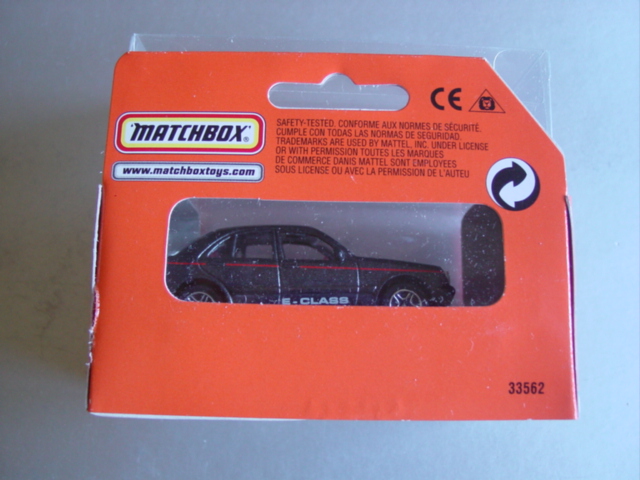 MATCHBOX®
www.matchboxtoys.com
CE
SAFETY-TESTED. CONFORME AUX NORMES DE SÉCURITÉ.
CUMPLE CON TODAS LAS NORMAS DE SEGURIDAD.
TRADEMARKS ARE USED BY MATTEL, INC. UNDER LICENSE
OR WITH PERMISSION TOUTES LES MARQUES
DE COMMERCE DANIS MATTEL SONT EMPLOYEES
SOUS LICENSE OU AVEC LA PERMISSION DE L'AUTEU
E-CLASS
33562